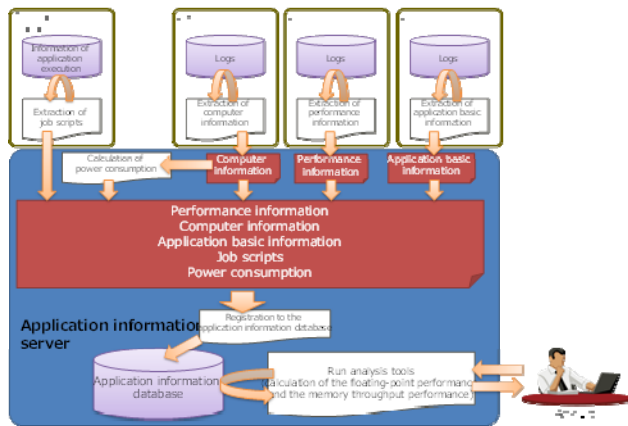 Information of
application
execution
Logs
Logs
Logs
Extraction of
job scripts
Extraction of
computer
information
Extraction of
performance
information
Extraction of
application basic
information
Calculation of
power consumption
Computer
information
Performance
information
Application basic
information
Performance information
Computer information
Application basic information
Job scripts
Power consumption
Registration to the
application information database
Application information
server
Application information
database
Run analysis tools
(Calculation of the floating-point performanc
and the memory throughput performance)